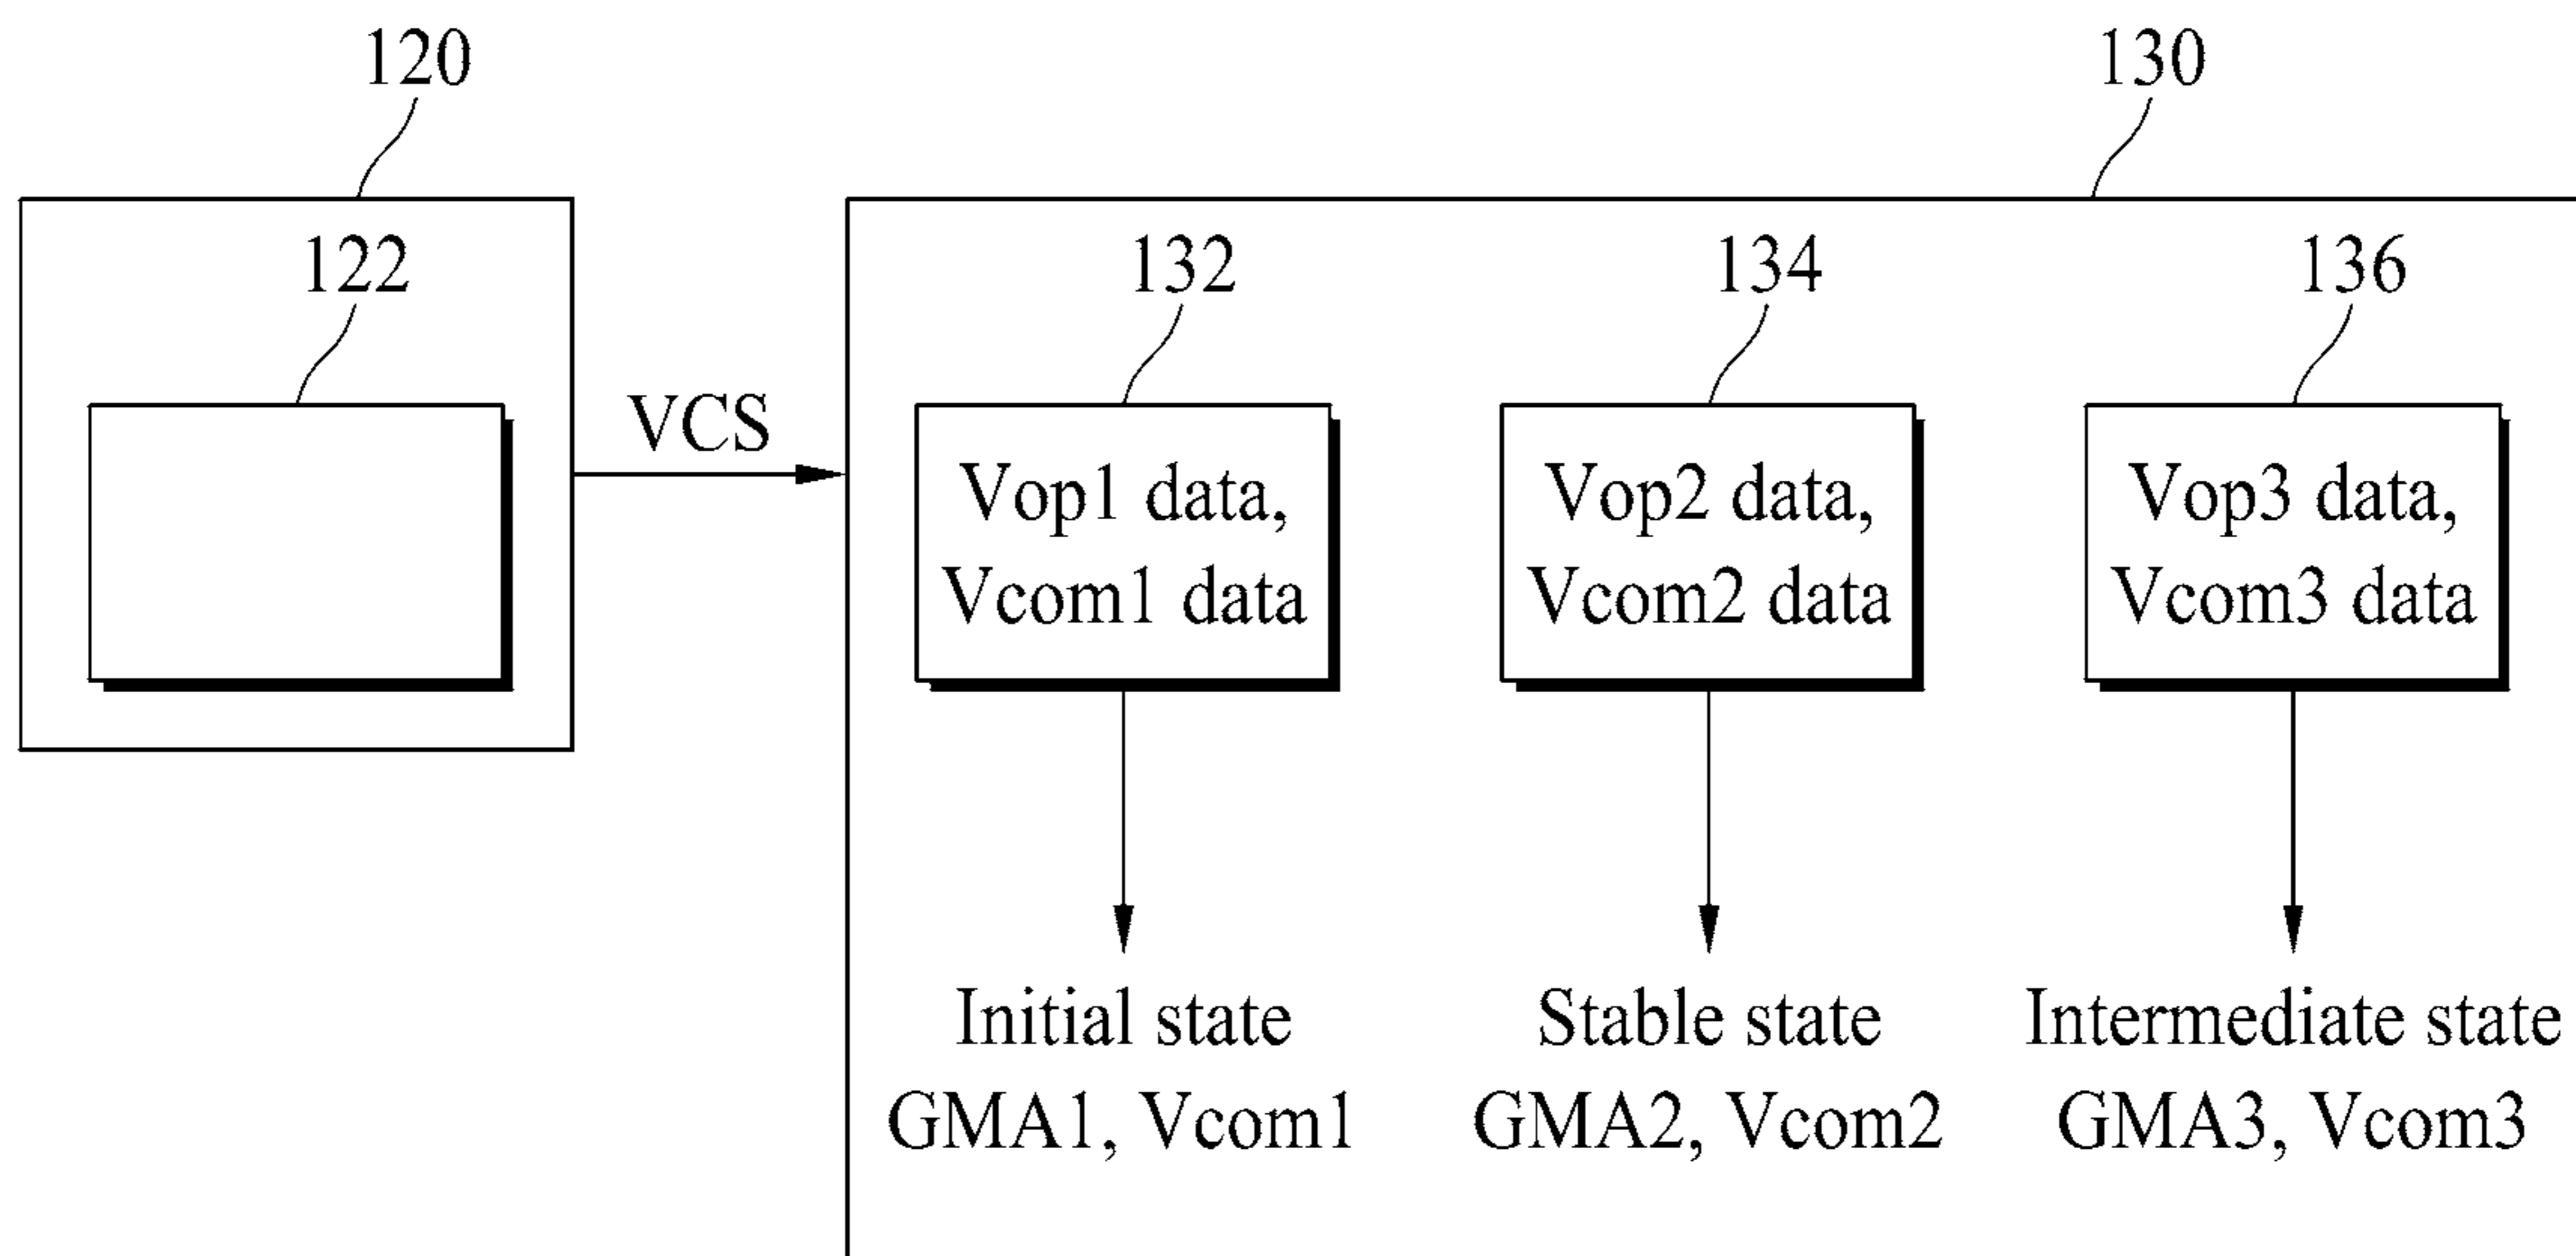 120
130
122
132
134
136
VCS
Vop1 data,
Vcom1 data
Vop2 data,
Vcom2 data
Vop3 data,
Vcom3 data
Initial state
GMA1, Vcom1
Stable state
GMA2, Vcom2
Intermediate state
GMA3, Vcom3